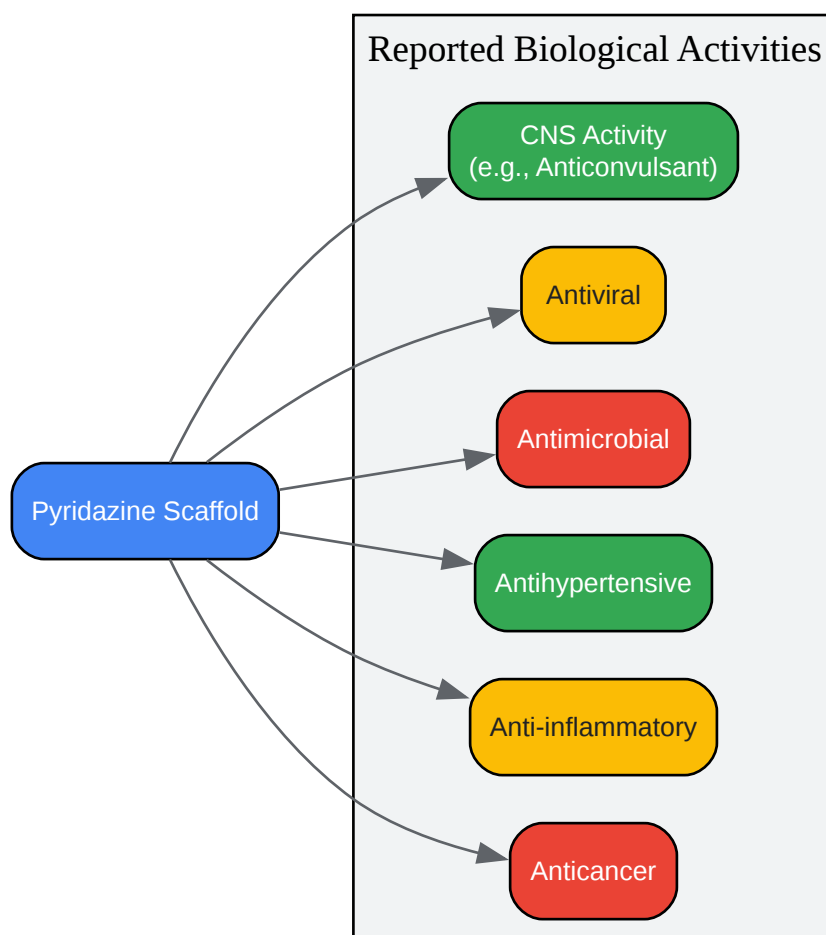 Reported Biological Activities
CNS Activity
(e.g., Anticonvulsant)
Antiviral
Antimicrobial
Pyridazine Scaffold
Antihypertensive
Anti-inflammatory
Anticancer